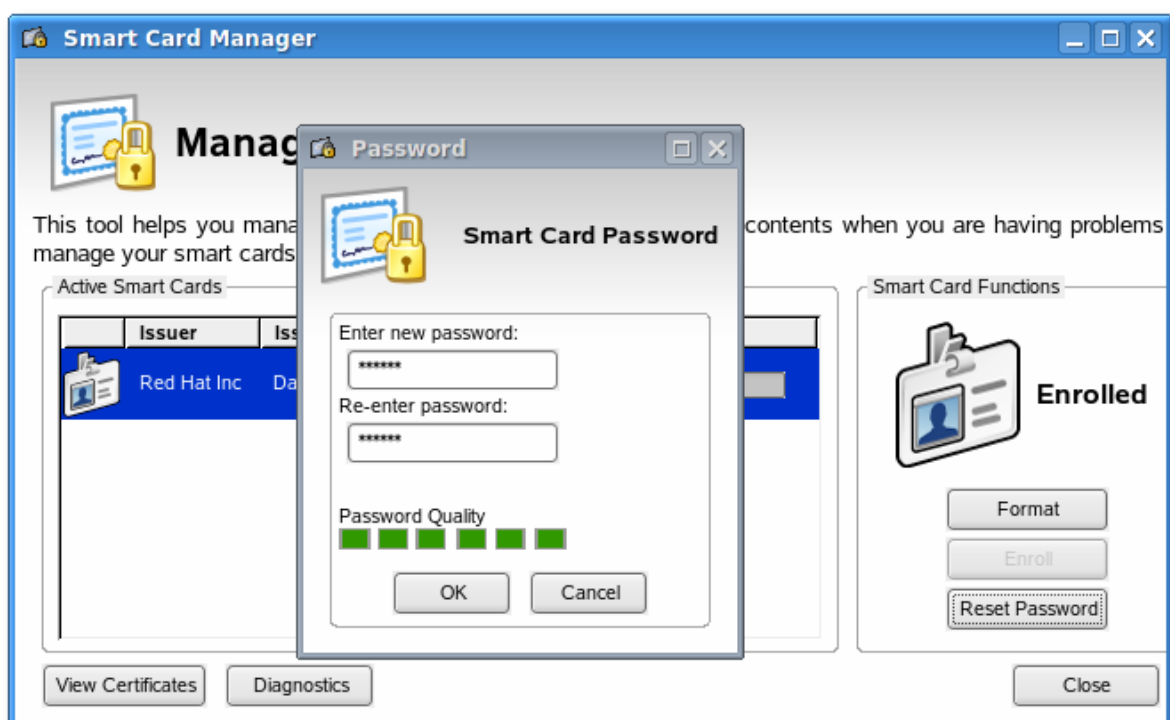 Smart Card Manager
Manag
Password
Smart Card Password
This tool helps you mana
contents when you are having problems
manage your smart cards
Active Smart Cards
Issuer
Iss
Red Hat Inc
Da
Enter new password:
******
Re-enter password:
******
Password Quality
OK
Cancel
Smart Card Functions
Enrolled
Format
Enroll
Reset Password
View Certificates
Diagnostics
Close